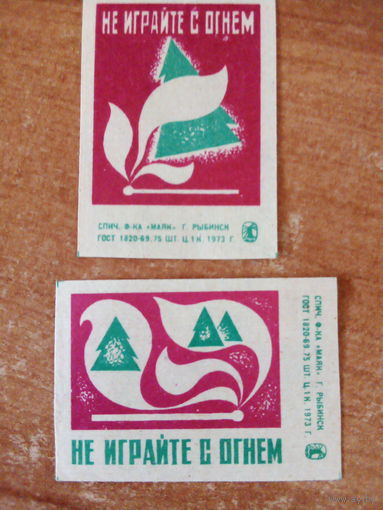 НЕ ИГРАЙТЕ С ОГНЕМ
СПИЧ. Ф-КА «МАЯК» Г. РЫБИНСК
ГОСТ 1820-69. 75 ШТ. Ц. 1 К. 1973 Г.
СПИЧ. Ф-КА «МАЯК» Г. РЫБИНСК
ГОСТ 1820-69. 75 ШТ. Ц. 1 К. 1973 Г.
НЕ ИГРАЙТЕ С ОГНЕМ